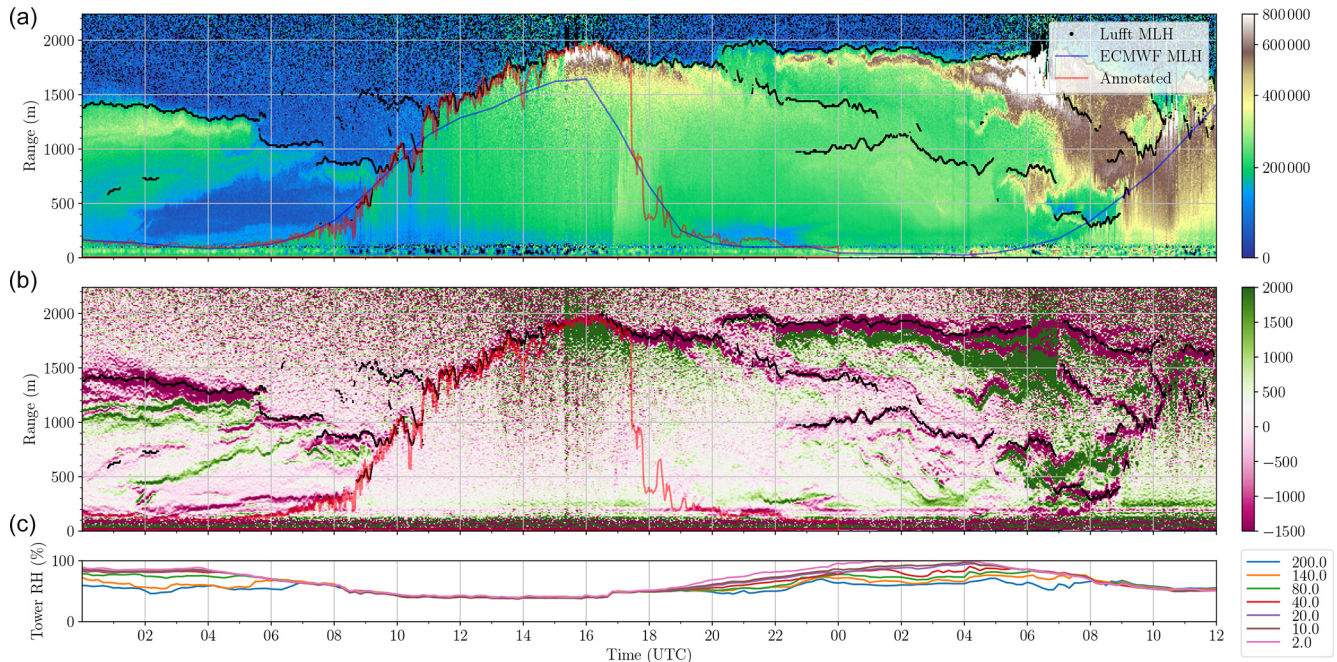 (a)
2000
1500
1000
500
0
Range (m)
Lufft MLH
ECMWF MLH
Annotated
800 000
600 000
400 000
200 000
0
(b)
2000
1500
1000
500
0
Range (m)
2000
1500
1000
500
0
−500
−1000
−1500
(c)
100
0
Tower RH (%)
02 04 06 08 10 12 14 16 18 20 22 00 02 04 06 08 10 12
Time (UTC)
200.0
140.0
80.0
40.0
20.0
10.0
2.0